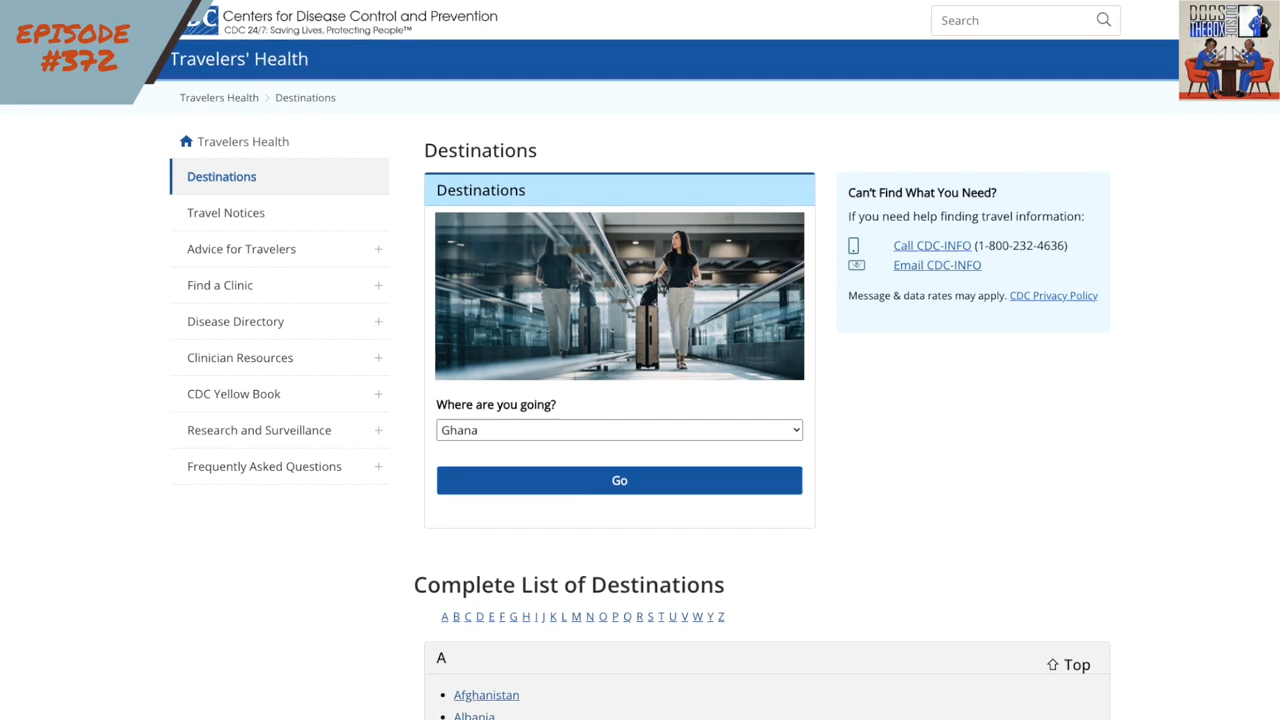 EPISODE
#372
CDC
Centers for Disease Control and Prevention
CDC 24/7: Saving Lives, Protecting People™
Search
DOCS
OUTSIDE
THEBOX
Travelers' Health
Travelers Health > Destinations
Travelers Health
Destinations
Travel Notices
Advice for Travelers +
Find a Clinic +
Disease Directory +
Clinician Resources +
CDC Yellow Book +
Research and Surveillance +
Frequently Asked Questions +
Destinations
Destinations
Where are you going?
Ghana
Go
Can't Find What You Need?
If you need help finding travel information:
Call CDC-INFO (1-800-232-4636)
Email CDC-INFO
Message & data rates may apply. CDC Privacy Policy
Complete List of Destinations
A B C D E F G H I J K L M N O P Q R S T U V W Y Z
A
Top
• Afghanistan
• Albania